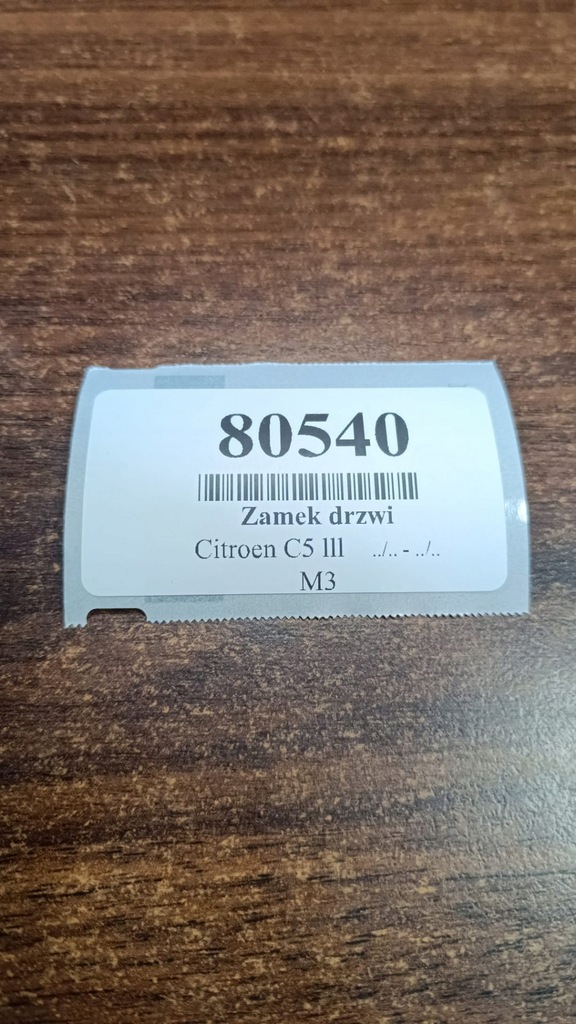 80540
Zamek drzwi
Citroen C5 lll ../.. - ../..
M3